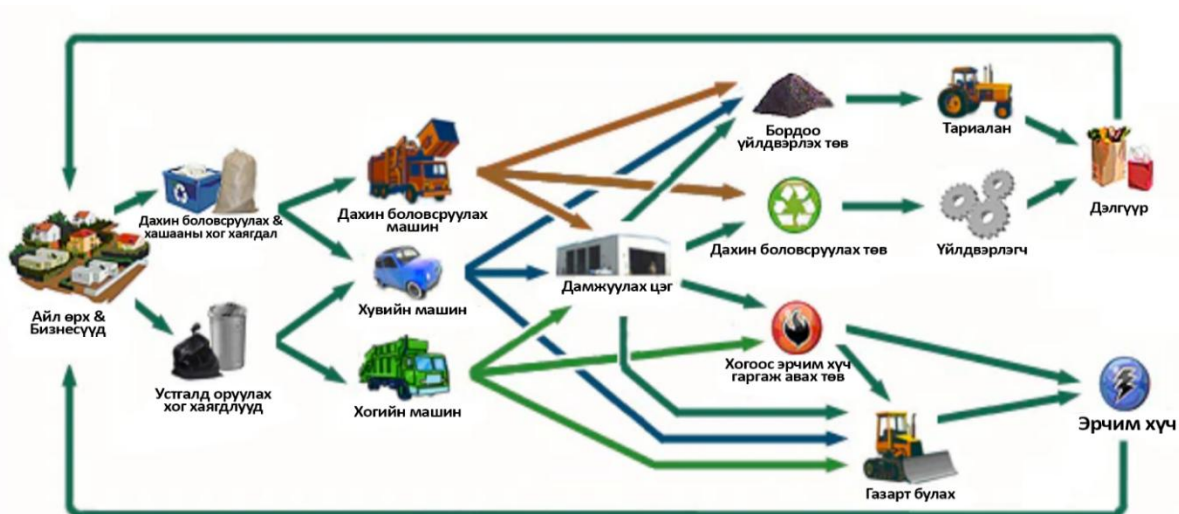 Айл өрх &
Бизнесүүд
Дахин боловсруулах &
хашааны хог хаягдал
Устгалд оруулах
хог хаягдлууд
Дахин боловсруулах
машин
Хувийн машин
Хогийн машин
Дамжуулах цэг
Бордоо
үйлдвэрлэх төв
Дахин боловсруулах төв
Хогоос эрчим хүч
гаргаж авах төв
Газарт булах
Тариалан
Үйлдвэрлэгч
Дэлгүүр
Эрчим хүч